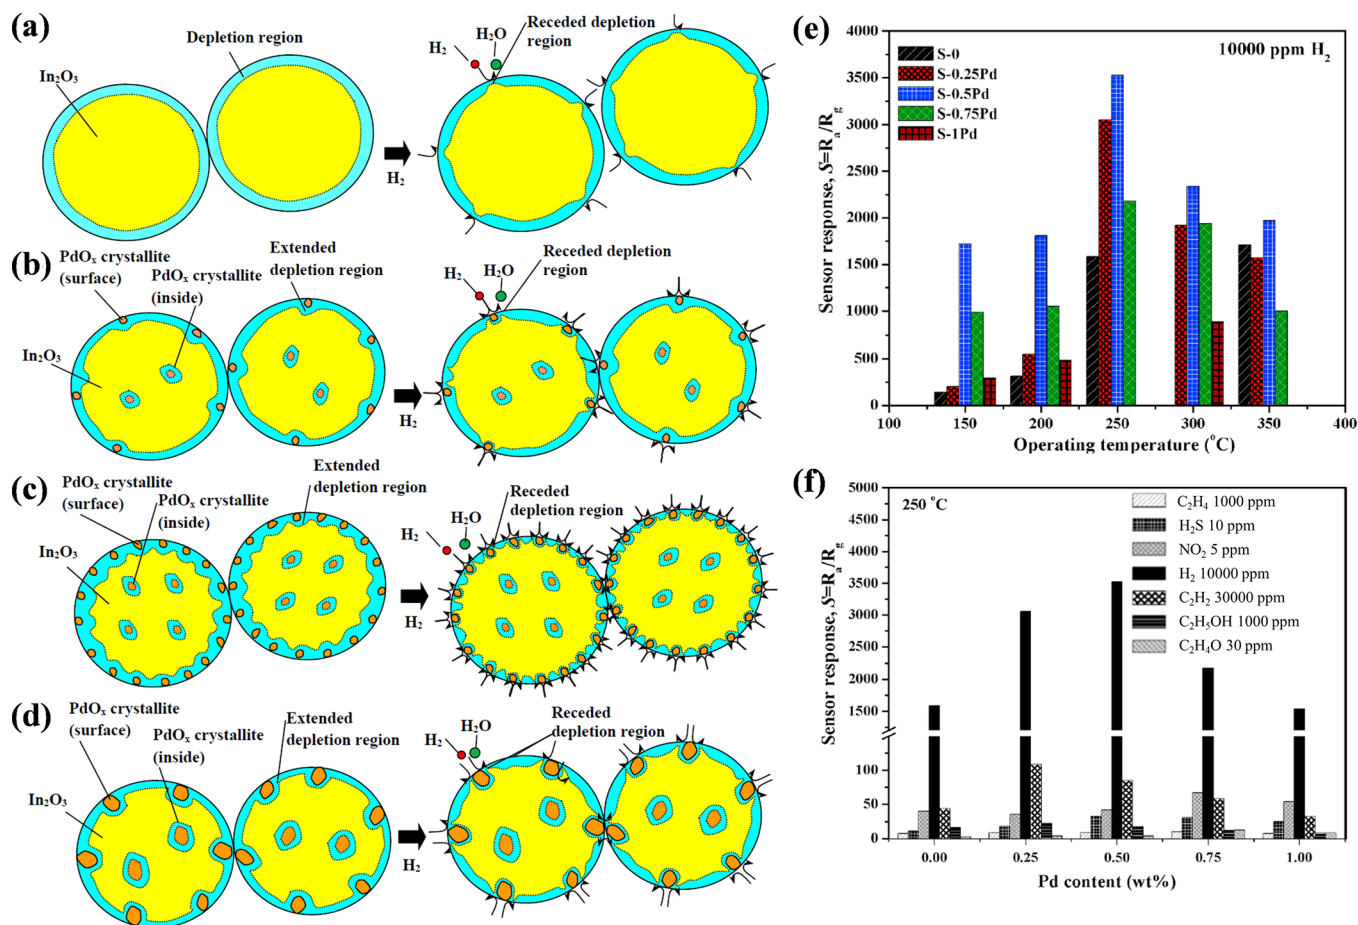 (a)
Depletion region
In₂O₃
H₂
H₂
H₂O
Receded depletion
region
(b)
PdOₓ crystallite
(surface)
PdOₓ crystallite
(inside)
Extended
depletion region
In₂O₃
H₂
H₂
H₂O
Receded depletion
region
(c)
PdOₓ crystallite
(surface)
PdOₓ crystallite
(inside)
Extended
depletion region
In₂O₃
H₂
H₂
H₂O
Receded
depletion region
(d)
PdOₓ crystallite
(surface)
PdOₓ crystallite
(inside)
Extended
depletion region
In₂O₃
H₂
H₂
H₂O
Receded
depletion region
(e)
10000 ppm H₂
S-0
S-0.25Pd
S-0.5Pd
S-0.75Pd
S-1Pd
Sensor response, S=Rₐ/R_g
4000
3500
3000
2500
2000
1500
1000
500
0
100 150 200 250 300 350 400
Operating temperature (°C)
(f)
250 °C
C₂H₄ 1000 ppm
H₂S 10 ppm
NO₂ 5 ppm
H₂ 10000 ppm
C₂H₂ 30000 ppm
C₂H₅OH 1000 ppm
C₂H₄O 30 ppm
Sensor response, S=Rₐ/R_g
5000
4500
4000
3500
3000
2500
2000
1500
100
50
0
0.00 0.25 0.50 0.75 1.00
Pd content (wt%)